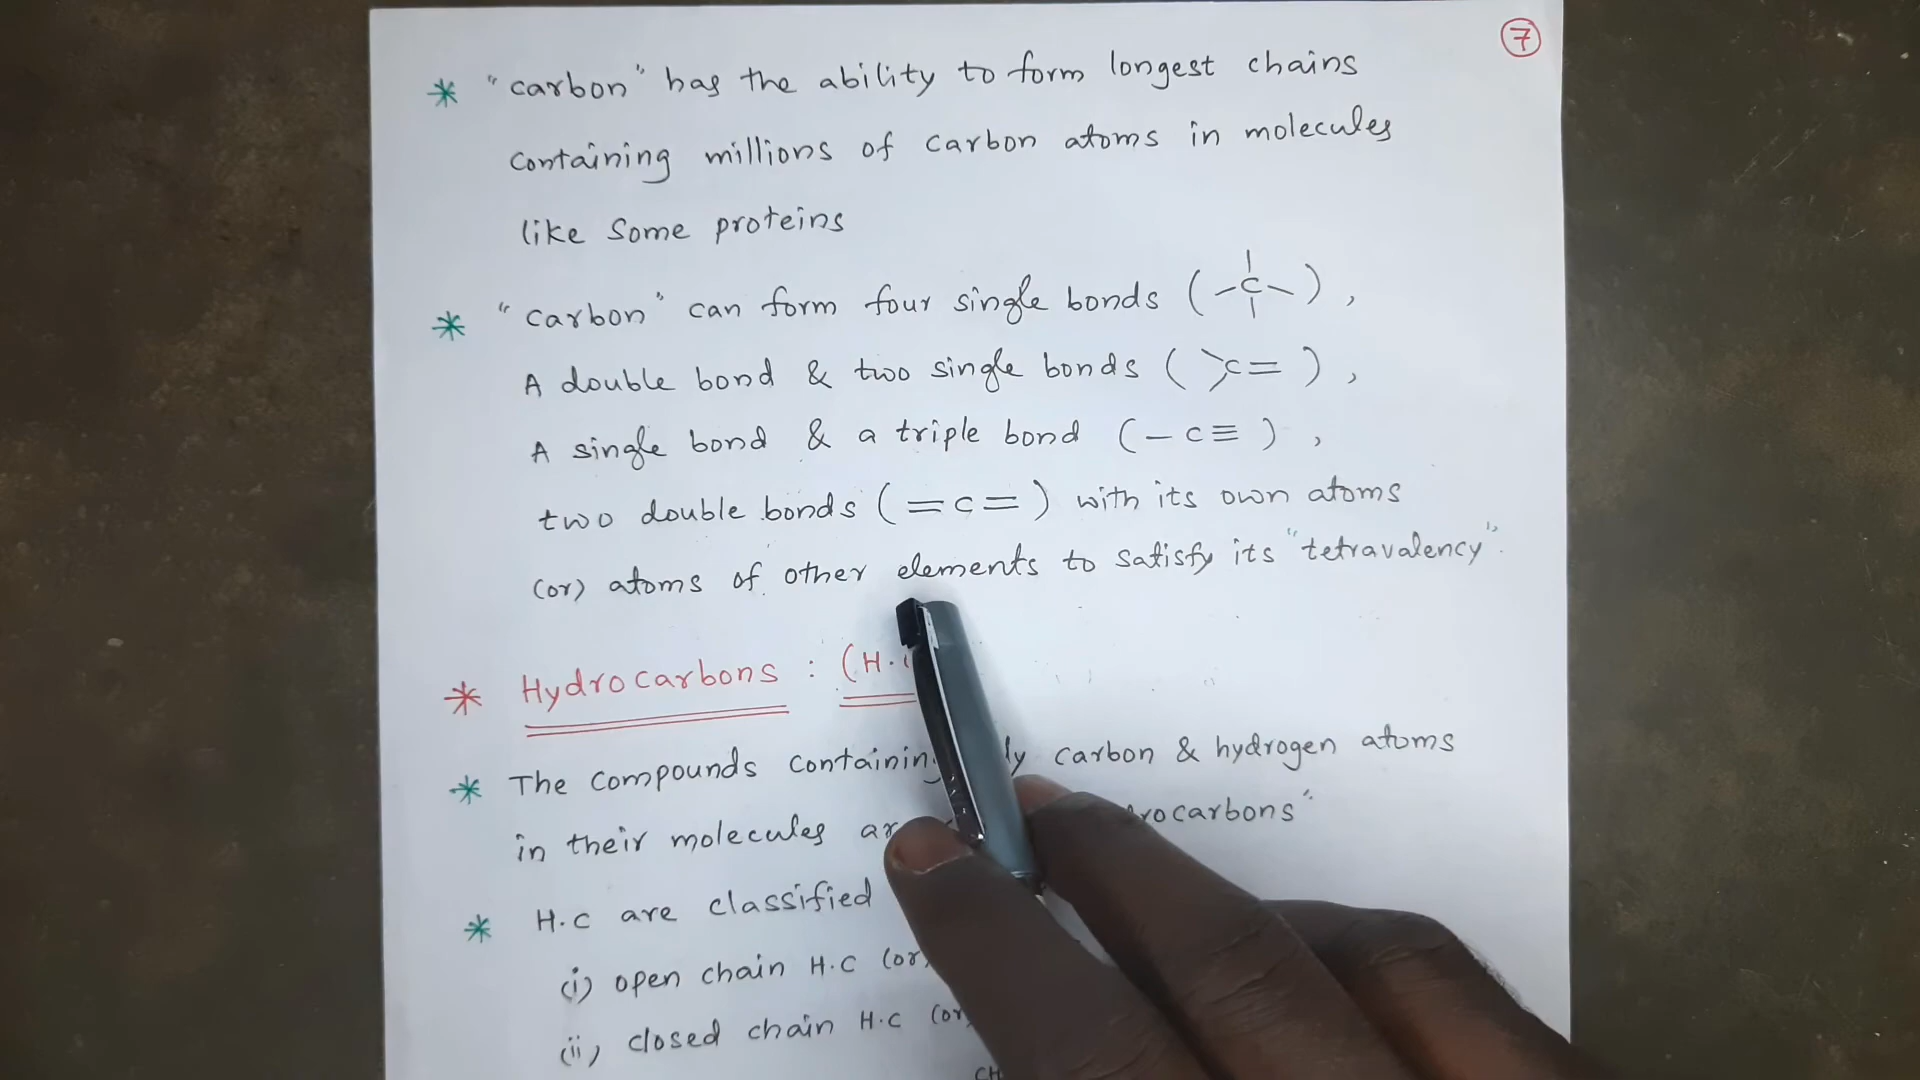 7
* "carbon" has the ability to form longest chains
containing millions of carbon atoms in molecules
like some proteins
* "carbon" can form four single bonds (-C-),
A double bond & two single bonds ( >C= ),
A single bond & a triple bond (-C≡ ),
two double bonds (=C=) with its own atoms
(or) atoms of other elements to satisfy its "tetravalency".
* Hydrocarbons : (H.
* The compounds containing carbon & hydrogen atoms
in their molecules rocarbons"
* H.C are classified
(i) open chain H.C (or)
(ii) closed chain H.C (or
CH